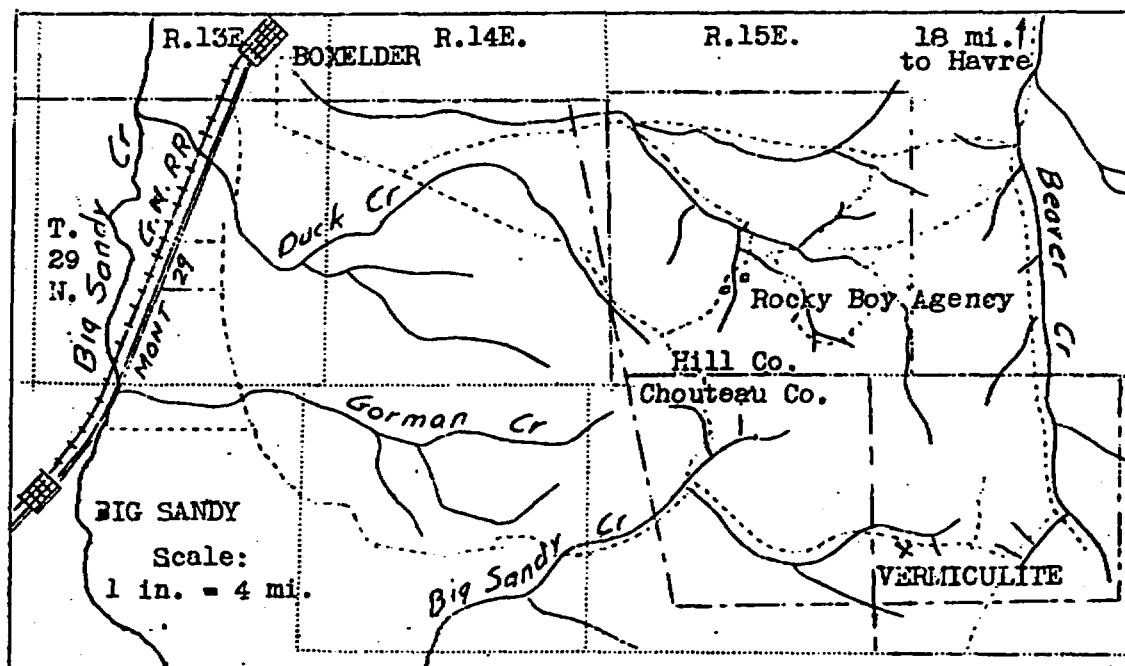 R.13E.
R.14E.
R.15E.
18 mi.
to Havre
BOXELDER
Big Sandy Cr
G.N. RR
MONT 29
T.
29
N.
Duck Cr
Beaver Cr
Rocky Boy Agency
Hill Co.
Chouteau Co.
Gorman Cr
BIG SANDY
Scale:
1 in. = 4 mi.
Big Sandy Cr
X
VERMICULITE